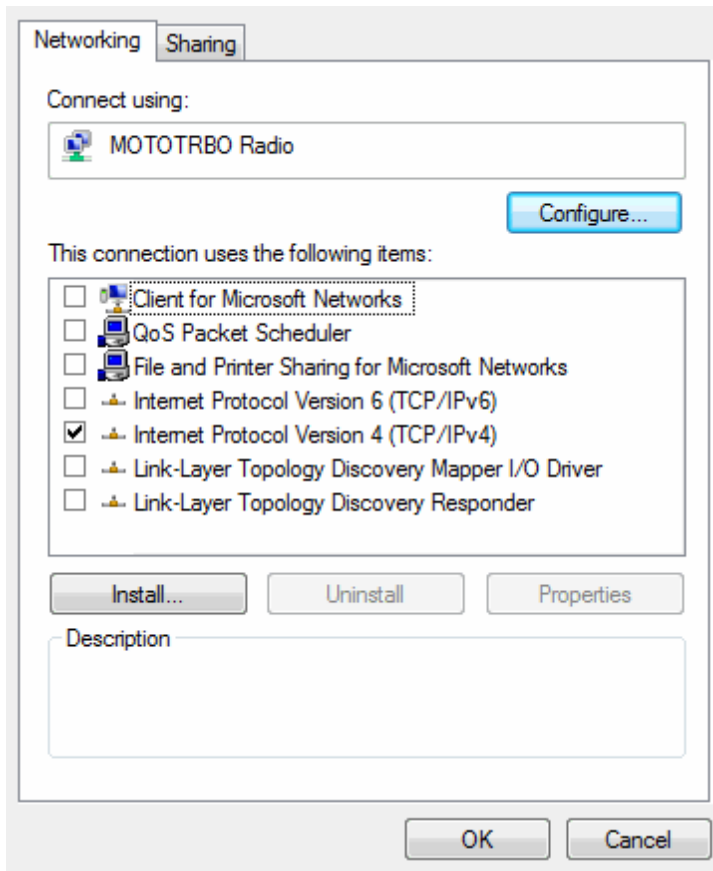 Networking
Sharing
Connect using:
MOTOTRBO Radio
Configure...
This connection uses the following items:
Client for Microsoft Networks
QoS Packet Scheduler
File and Printer Sharing for Microsoft Networks
Internet Protocol Version 6 (TCP/IPv6)
Internet Protocol Version 4 (TCP/IPv4)
Link-Layer Topology Discovery Mapper I/O Driver
Link-Layer Topology Discovery Responder
Install... Uninstall Properties
Description
OK Cancel